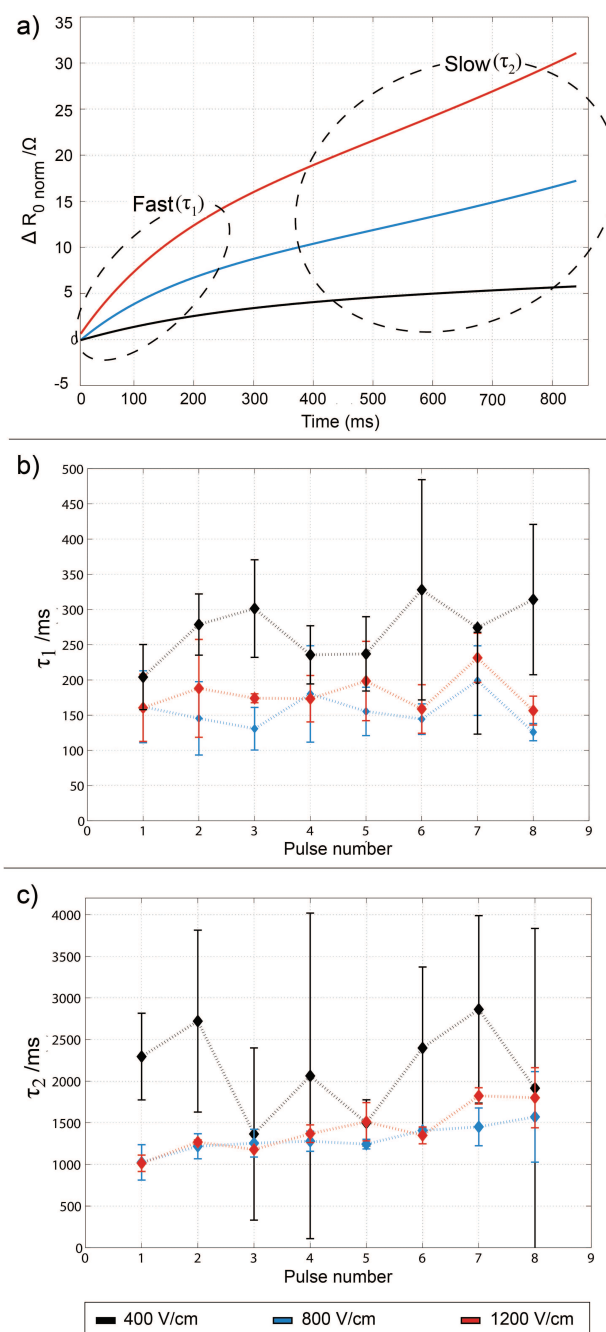 a)
35
30
25
20
15
10
5
0
-5
Δ R0 norm /Ω
Fast(τ1)
Slow(τ2)
0 100 200 300 400 500 600 700 800
Time (ms)
b)
500
450
400
350
300
250
200
150
100
50
0
τ1 /ms
0 1 2 3 4 5 6 7 8 9
Pulse number
c)
4000
3500
3000
2500
2000
1500
1000
500
0
τ2 /ms
0 1 2 3 4 5 6 7 8 9
Pulse number
400 V/cm 800 V/cm 1200 V/cm